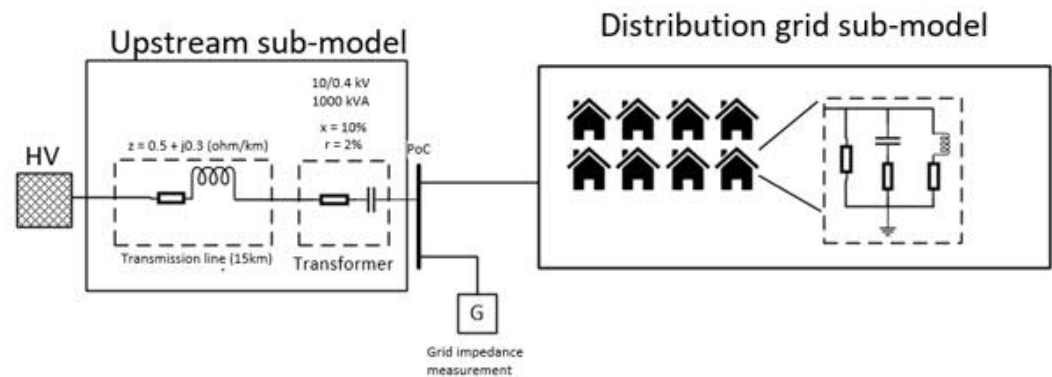 Upstream sub-model
Distribution grid sub-model
10/0.4 kV
1000 kVA
x = 10%
r = 2%
z = 0.5 + j0.3 (ohm/km)
HV
PoC
Transmission line (15km)
Transformer
G
Grid impedance
measurement